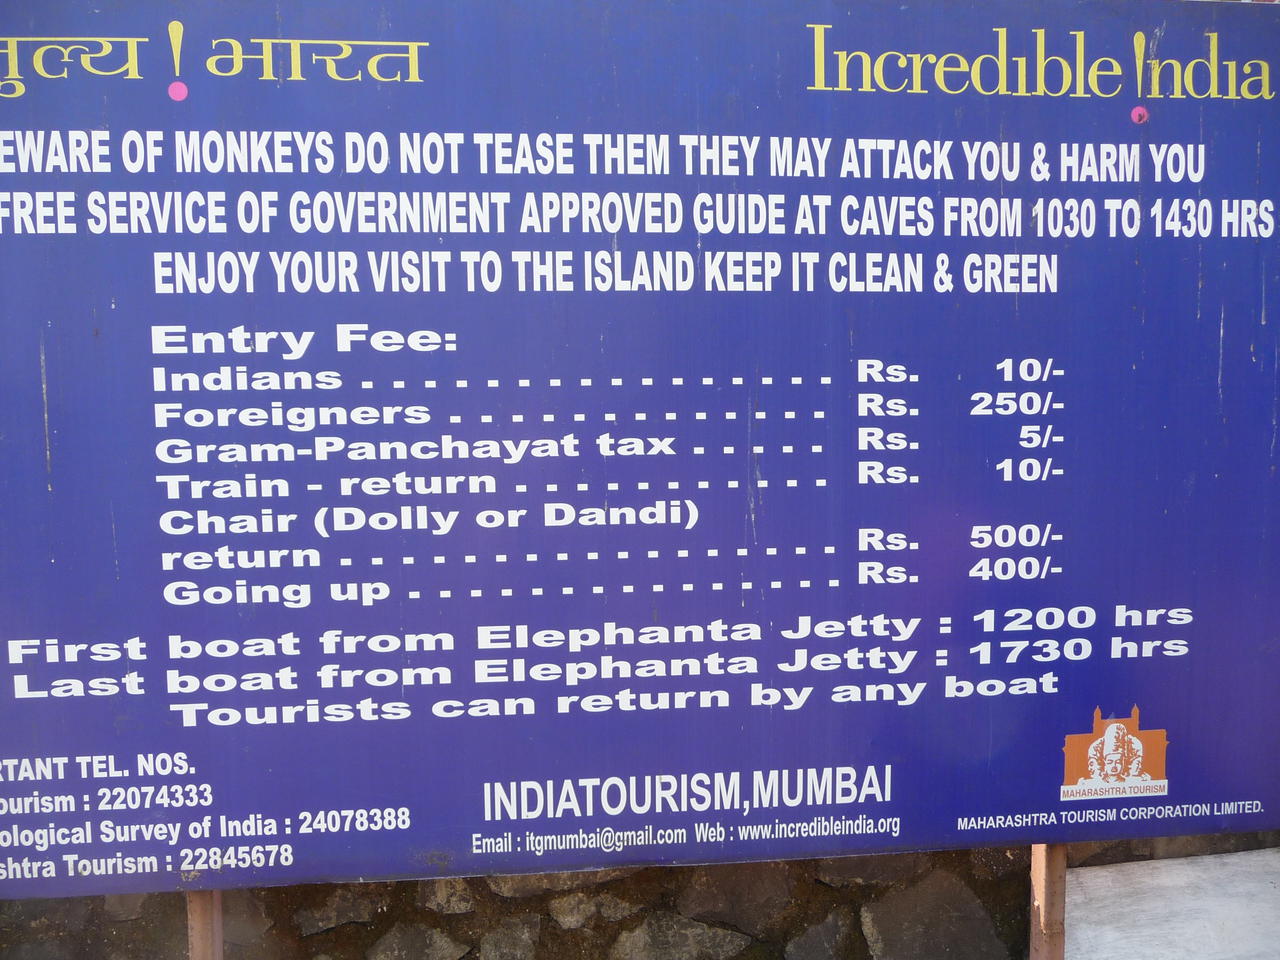 तुल्य ! भारत
Incredible !ndia
EWARE OF MONKEYS DO NOT TEASE THEM THEY MAY ATTACK YOU & HARM YOU
FREE SERVICE OF GOVERNMENT APPROVED GUIDE AT CAVES FROM 1030 TO 1430 HRS
ENJOY YOUR VISIT TO THE ISLAND KEEP IT CLEAN & GREEN
Entry Fee:
Indians . . . . . . . . . . . . . . . . . Rs. 10/-
Foreigners . . . . . . . . . . . . . Rs. 250/-
Gram-Panchayat tax . . . . . Rs. 5/-
Train - return . . . . . . . . . . . Rs. 10/-
Chair (Dolly or Dandi)
return . . . . . . . . . . . . . . . . . . Rs. 500/-
Going up . . . . . . . . . . . . . . . Rs. 400/-
First boat from Elephanta Jetty : 1200 hrs
Last boat from Elephanta Jetty : 1730 hrs
Tourists can return by any boat
RTANT TEL. NOS.
ourism : 22074333
ological Survey of India : 24078388
shtra Tourism : 22845678
INDIATOURISM,MUMBAI
Email : itgmumbai@gmail.com Web : www.incredibleindia.org
MAHARASHTRA TOURISM
MAHARASHTRA TOURISM CORPORATION LIMITED.